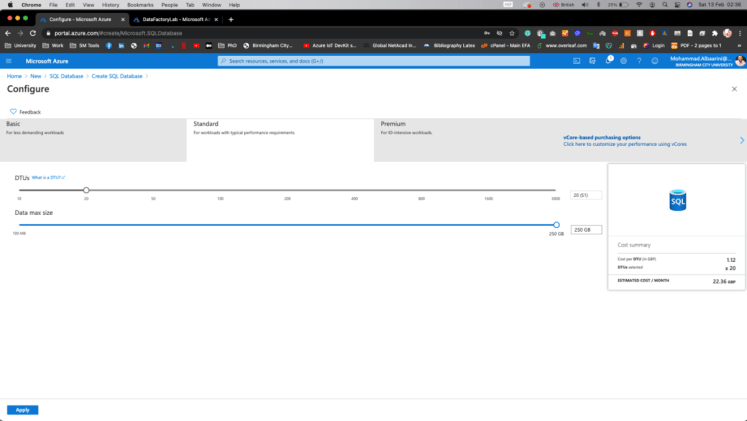 Chrome File Edit View History Bookmarks People Tab Window Help
British 21% Sat 13 Feb 02:38
Configure - Microsoft Azure
DataFactoryLab - Microsoft Az
portal.azure.com/#create/Microsoft.SQLDatabase
University Work SM Tools PhD Birmingham City... Azure IoT DevKit s... Global NetAcad In... Bibliography Latex cPanel - Main EFA www.overleaf.com Login PDF - 2 pages to 1
Microsoft Azure
Search resources, services, and docs (G+/)
Mohammad Albaarini@...
BIRMINGHAM CITY UNIVERSITY
Home > New > SQL Database > Create SQL Database >
Configure
Feedback
Basic
For less demanding workloads
Standard
For workloads with typical performance requirements
Premium
For IO-intensive workloads.
vCore-based purchasing options
Click here to customize your performance using vCores
DTUs What is a DTU?
10 20 50 100 200 400 800 1600 3000
20 (S1)
Data max size
100 MB
250 GB
250 GB
SQL
Cost summary
Cost per DTU (in GBP) 1.12
DTUs selected x 20
ESTIMATED COST / MONTH 22.36 GBP
Apply